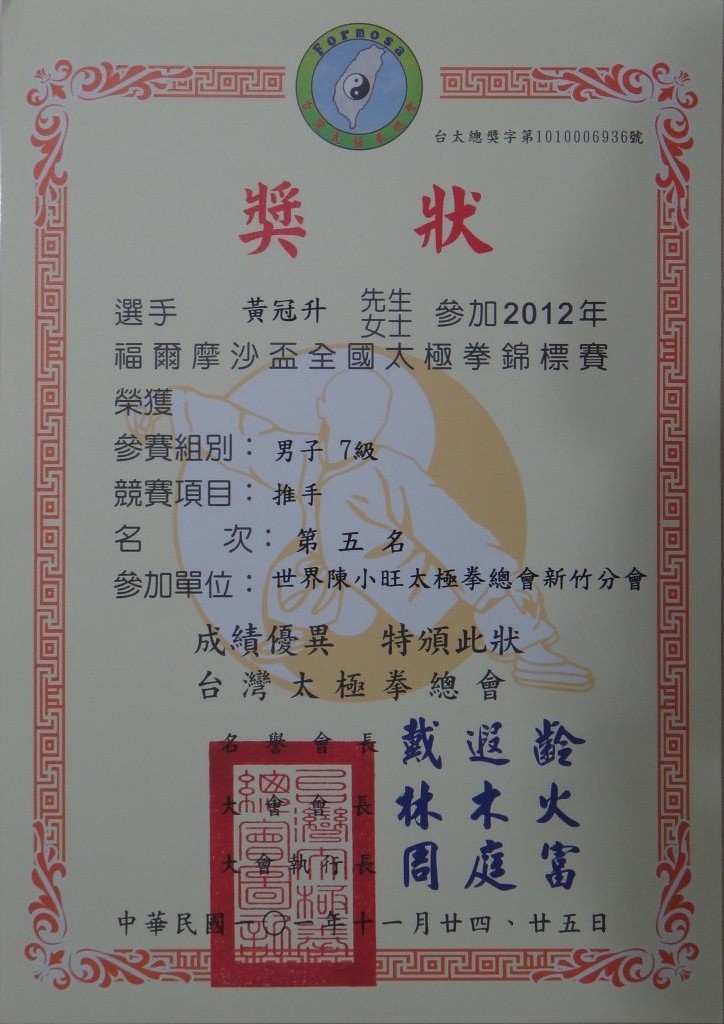 Formosa
台灣太極拳總會
台太總獎字第1010006936號
獎狀
選手 黃冠升 先生女士 參加2012年
福爾摩沙盃全國太極拳錦標賽
榮獲
參賽組別：男子 7級
競賽項目：推手
名次：第五名
參加單位：世界陳小旺太極拳總會新竹分會
成績優異 特頒此狀
台灣太極拳總會
名譽會長 戴遐齡
大會會長 林木火
大會執行長 周庭富
中華民國一〇一年十一月廿四、廿五日